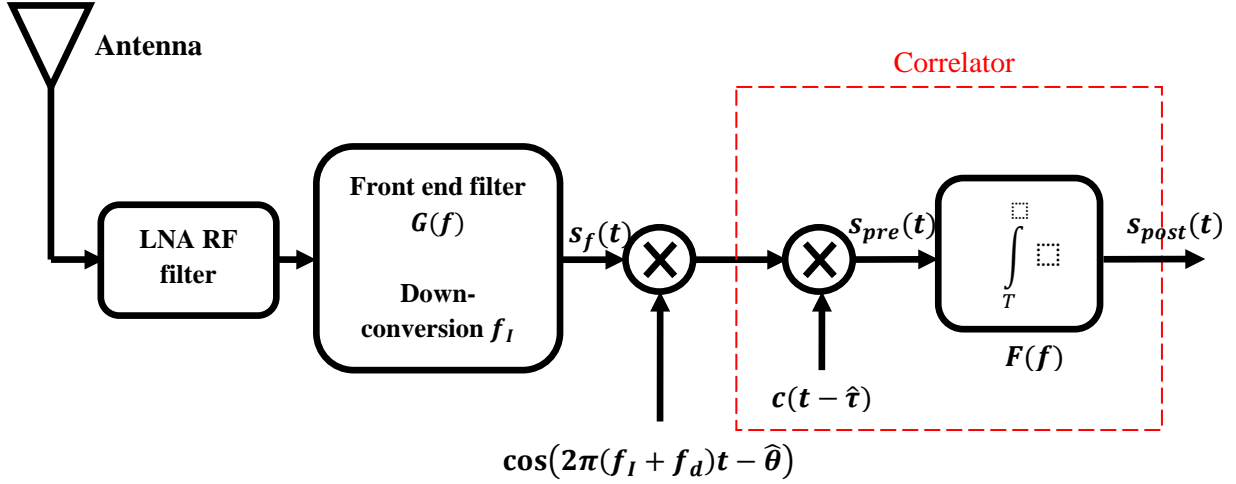 Antenna
Correlator
LNA RF
filter
Front end filter
G(f)
Down-
conversion f_I
s_f(t)
s_pre(t)
∫
T
F(f)
s_post(t)
c(t − τ̂)
cos(2π(f_I + f_d)t − θ̂)